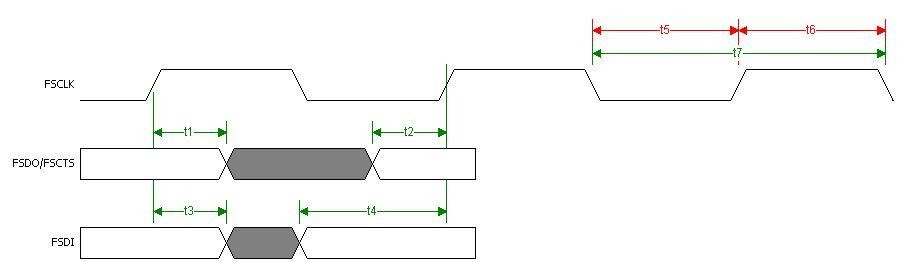 t5 t6
t7
FSCLK
t1 t2
FSDO/FSCTS
t3 t4
FSDI